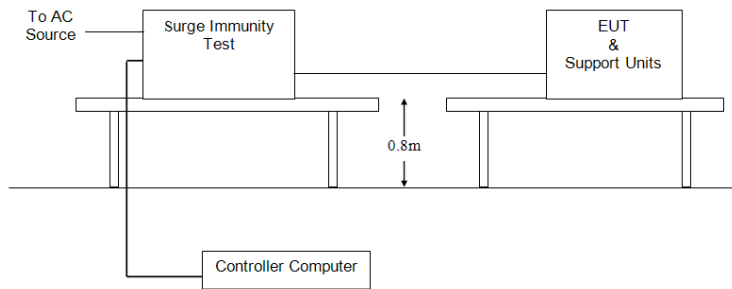 To AC
Source
Surge Immunity
Test
EUT
&
Support Units
0.8m
Controller Computer